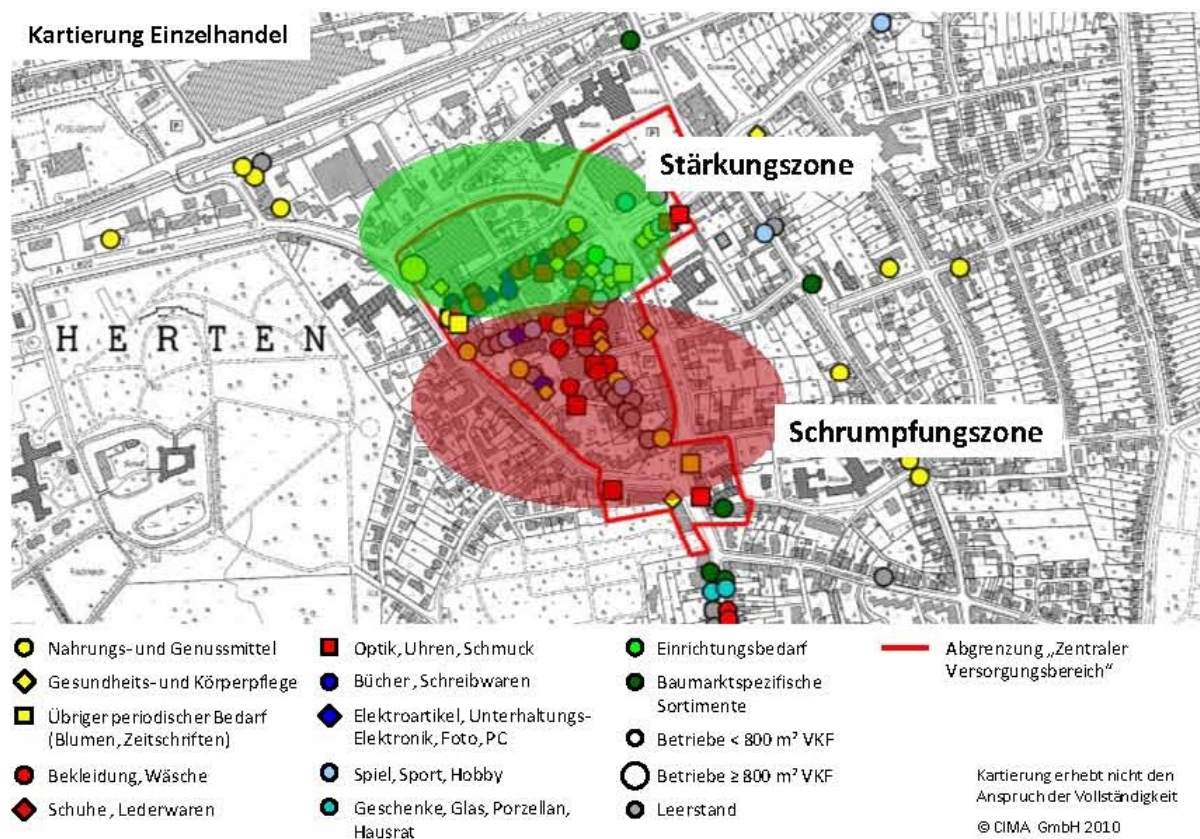 Kartierung Einzelhandel
Stärkungszone
HERTEN
Schrumpfungszone
Nahrungs- und Genussmittel
Gesundheits- und Körperpflege
Übriger periodischer Bedarf
(Blumen, Zeitschriften)
Bekleidung, Wäsche
Schuhe, Lederwaren
Optik, Uhren, Schmuck
Bücher, Schreibwaren
Elektroartikel, Unterhaltungs-
Elektronik, Foto, PC
Spiel, Sport, Hobby
Geschenke, Glas, Porzellan,
Hausrat
Einrichtungsbedarf
Baumarktspezifische
Sortimente
Betriebe < 800 m² VKF
Betriebe ≥ 800 m² VKF
Leerstand
Abgrenzung „Zentraler
Versorgungsbereich“
Kartierung erhebt nicht den
Anspruch der Vollständigkeit
© CIMA GmbH 2010